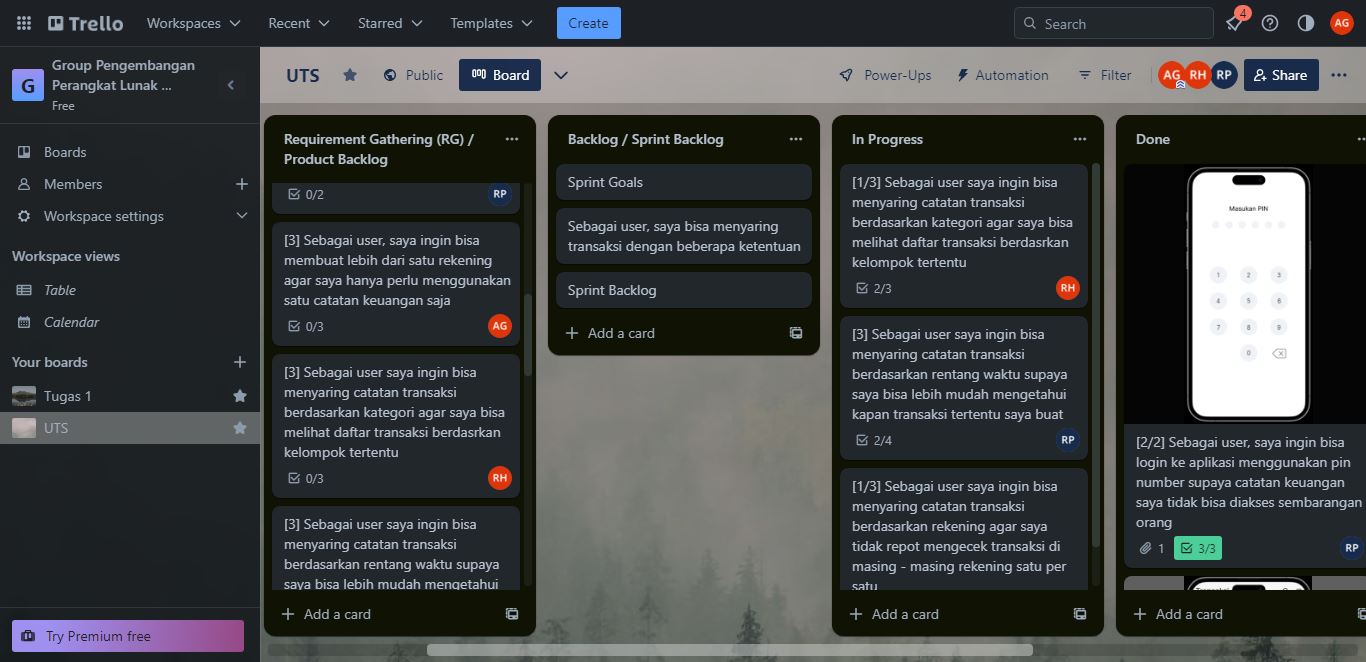 Trello
Workspaces
Recent
Starred
Templates
Create
Search
4
AG
G
Group Pengembangan
Perangkat Lunak ...
Free
UTS
Public
Board
Power-Ups
Automation
Filter
AG
RH
RP
Share
Boards
Members
Workspace settings
Workspace views
Table
Calendar
Your boards
Tugas 1
UTS
Try Premium free
Requirement Gathering (RG) /
Product Backlog
0/2
RP
[3] Sebagai user, saya ingin bisa
membuat lebih dari satu rekening
agar saya hanya perlu menggunakan
satu catatan keuangan saja
0/3
AG
[3] Sebagai user saya ingin bisa
menyaring catatan transaksi
berdasarkan kategori agar saya bisa
melihat daftar transaksi berdasrkan
kelompok tertentu
0/3
RH
[3] Sebagai user saya ingin bisa
menyaring catatan transaksi
berdasarkan rentang waktu supaya
saya bisa lebih mudah mengetahui
Add a card
Backlog / Sprint Backlog
Sprint Goals
Sebagai user, saya bisa menyaring
transaksi dengan beberapa ketentuan
Sprint Backlog
Add a card
In Progress
[1/3] Sebagai user saya ingin bisa
menyaring catatan transaksi
berdasarkan kategori agar saya bisa
melihat daftar transaksi berdasrkan
kelompok tertentu
2/3
RH
[3] Sebagai user saya ingin bisa
menyaring catatan transaksi
berdasarkan rentang waktu supaya
saya bisa lebih mudah mengetahui
kapan transaksi tertentu saya buat
2/4
RP
[1/3] Sebagai user saya ingin bisa
menyaring catatan transaksi
berdasarkan rekening agar saya
tidak repot mengecek transaksi di
masing - masing rekening satu per
satu
Add a card
Done
Masukan PIN
1 2 3
4 5 6
7 8 9
0
[2/2] Sebagai user, saya ingin bisa
login ke aplikasi menggunakan pin
number supaya catatan keuangan
saya tidak bisa diakses sembarangan
orang
1
3/3
RP
Add a card